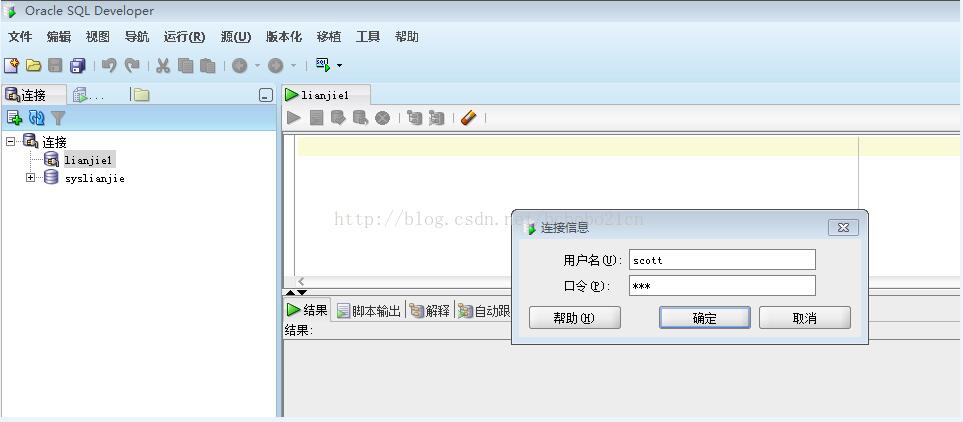 Oracle SQL Developer
文件 编辑 视图 导航 运行(R) 源(U) 版本化 移植 工具 帮助
SQL
连接 ...
lianjie1
连接
lianjie1
syslianjie
http://blog.csdn.net/bcbobo21cn
连接信息
用户名(U): scott
口令(P): ***
帮助(H) 确定 取消
结果 脚本输出 解释 自动跟
结果: